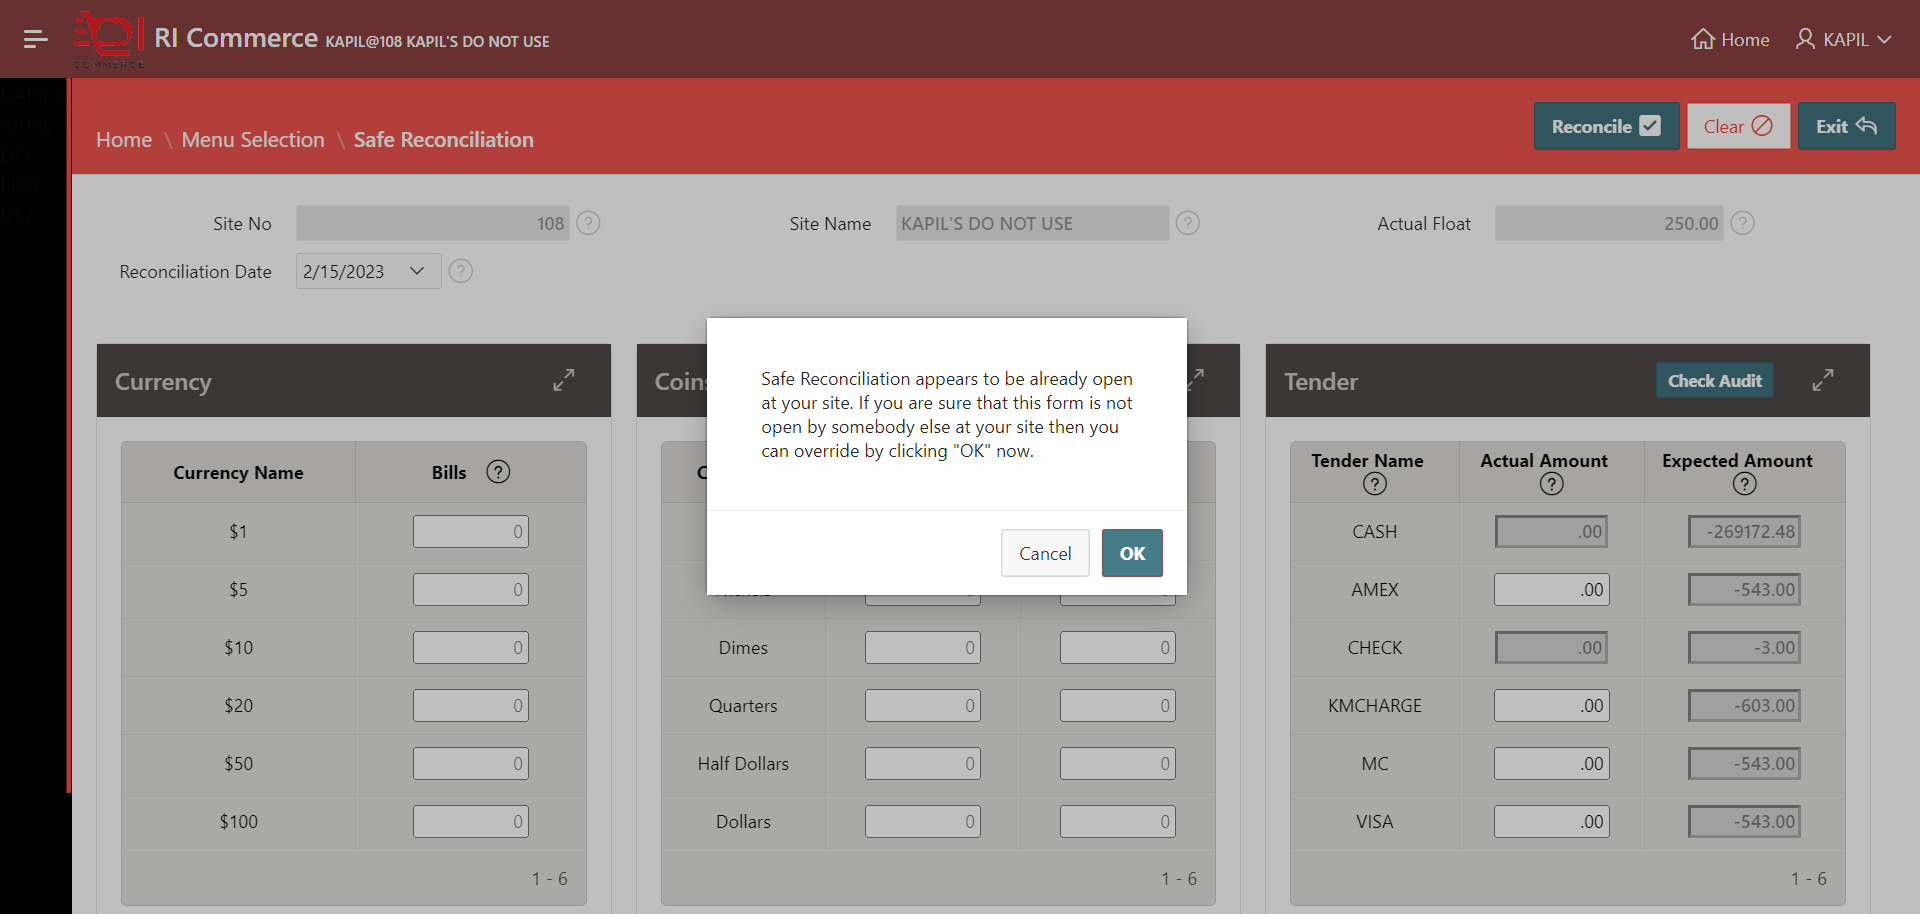 COMMERCE
RI Commerce KAPIL@108 KAPIL'S DO NOT USE
Home
KAPIL
KAPIL@
KAPIL'S
DO
NOT
USE
Home \ Menu Selection \ Safe Reconciliation
Reconcile
Clear
Exit
Site No 108 ?
Site Name KAPIL'S DO NOT USE ?
Actual Float 250.00 ?
Reconciliation Date 2/15/2023 ?
Safe Reconciliation appears to be already open
at your site. If you are sure that this form is not
open by somebody else at your site then you
can override by clicking "OK" now.
Cancel OK
Currency
Currency Name Bills ?
$1 0
$5 0
$10 0
$20 0
$50 0
$100 0
1 - 6
Coins
Dimes 0 0
Quarters 0 0
Half Dollars 0 0
Dollars 0 0
1 - 6
Tender Check Audit
Tender Name ? Actual Amount ? Expected Amount ?
CASH .00 -269172.48
AMEX .00 -543.00
CHECK .00 -3.00
KMCHARGE .00 -603.00
MC .00 -543.00
VISA .00 -543.00
1 - 6